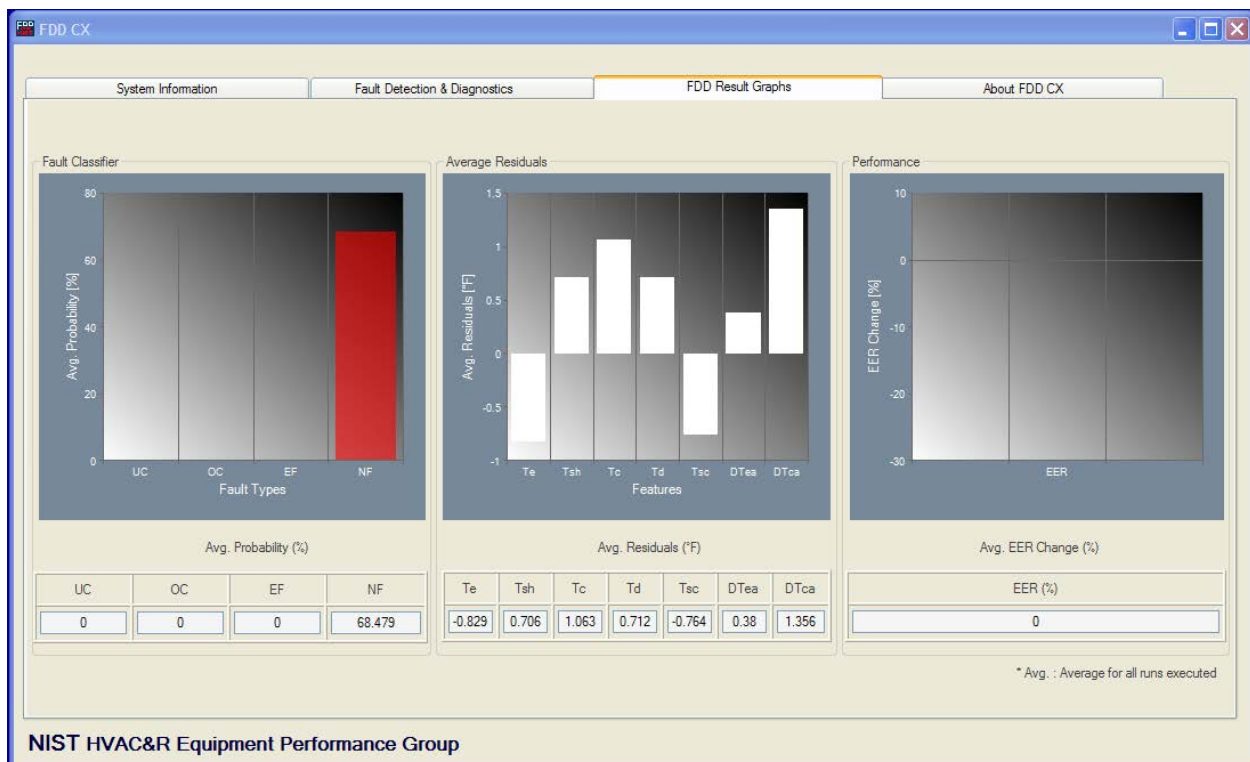 FDD CX
System Information
Fault Detection & Diagnostics
FDD Result Graphs
About FDD CX
Fault Classifier
80
60
40
20
0
Avg. Probability [%]
UC OC EF NF
Fault Types
Avg. Probability (%)
UC OC EF NF
0 0 0 68.479
Average Residuals
1.5
1
0.5
0
-0.5
-1
Avg. Residuals [°F]
Te Tsh Tc Td Tsc DTea DTca
Features
Avg. Residuals (°F)
Te Tsh Tc Td Tsc DTea DTca
-0.829 0.706 1.063 0.712 -0.764 0.38 1.356
Performance
10
0
-10
-20
-30
EER Change [%]
EER
Avg. EER Change (%)
EER (%)
0
* Avg. : Average for all runs executed
NIST HVAC&R Equipment Performance Group